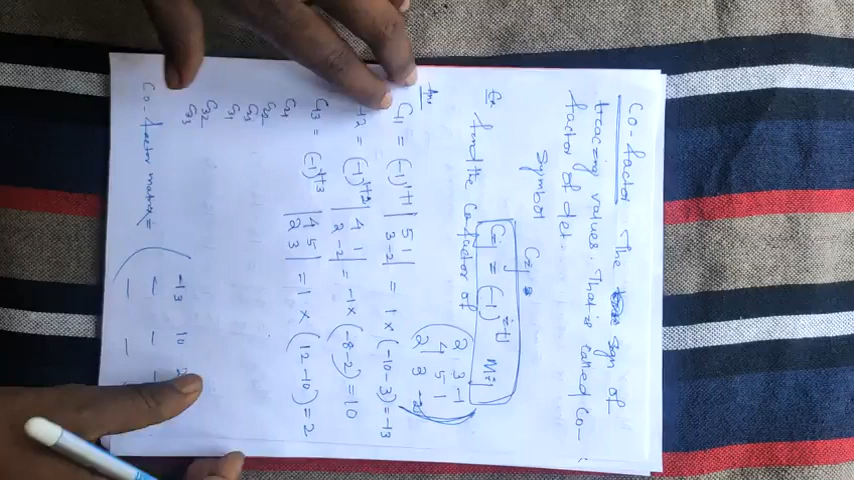 Co-factor The sign of
tracing values. That is called Co-
factor of det.
Symbol Cij
Cij = (-1)^i+j Mij
Ex find the Co-factor of
2 3 -1
4 5 1
2 3 -2
Ans
C11 = (-1)^1+1 | 5 1 | = 1 × (-10-3) = -13
3 -2
C12 = (-1)^1+2 | 4 1 | = -1 × (-8-2) = 10
2 -2
C13 = (-1)^1+3 | 4 5 | = 1 × (12-10) = 2
2 3
C21
C22
C23
C31
C32
C33
Co-factor matrix = ( -13 10
- -
- -